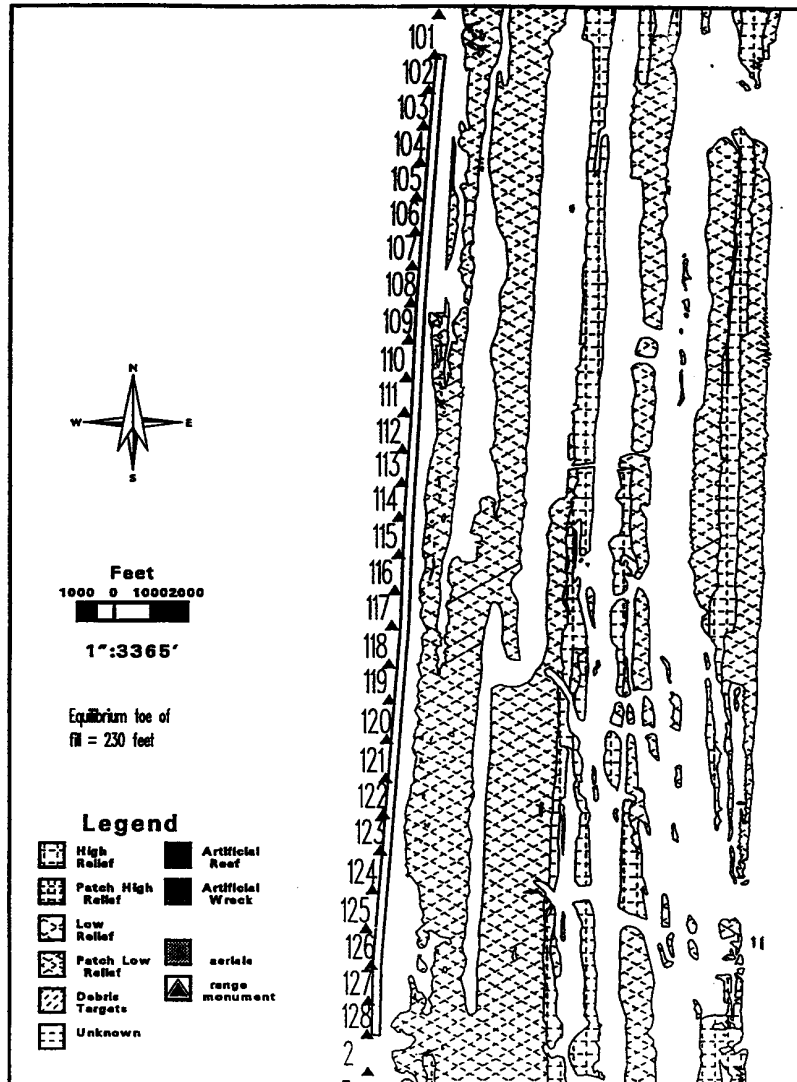 101
102
103
104
105
106
107
108
109
110
111
112
113
114
115
116
117
118
119
120
121
122
123
124
125
126
127
128
2
N
W E
S
Feet
1000 0 10002000
1":3365'
Equilibrium toe of
fill = 230 feet
Legend
High
Relief
Patch High
Relief
Low
Relief
Patch Low
Relief
Debris
Targets
Unknown
Artificial
Reef
Artificial
Wreck
aerials
range
monument